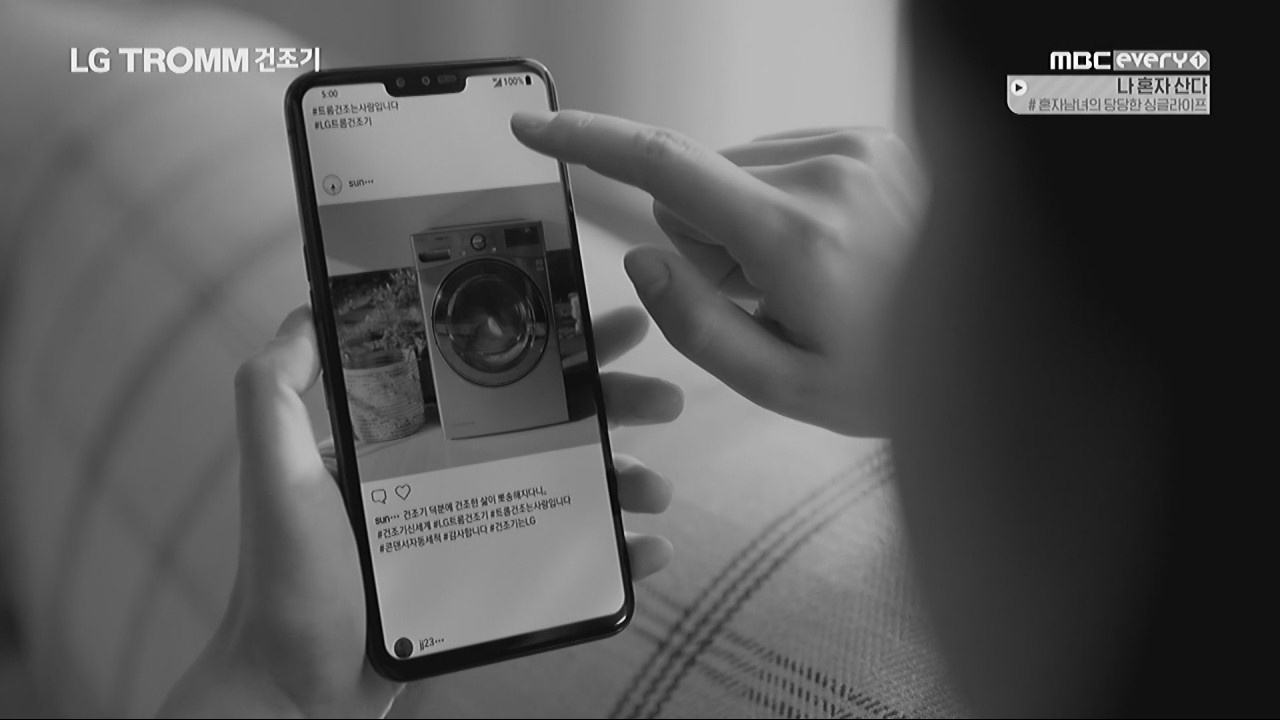 LG TROMM 건조기
MBC every1
나 혼자 산다
# 혼자남녀의 당당한 싱글라이프
5:00
100%
#트롬건조는사랑입니다
#LG트롬건조기
sun···
sun··· 건조기 덕분에 건조한 삶이 뽀송해지다니,
#건조기신세계 #LG트롬건조기 #트롬건조는사랑입니다
#콘덴서자동세척 #감사합니다 #건조기는LG
jj23···